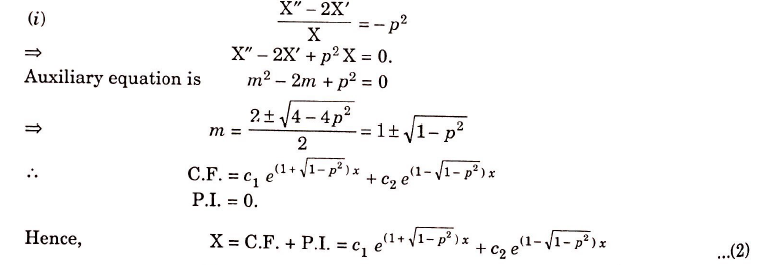 (i) X″ – 2X′ / X = – p²
⇒ X″ – 2X′ + p² X = 0.
Auxiliary equation is m² – 2m + p² = 0
⇒ m = 2 ± √(4 – 4p²) / 2 = 1 ± √(1 – p²)
∴ C.F. = c₁ e^((1 + √(1 – p²)) x) + c₂ e^((1 – √(1 – p²)) x)
P.I. = 0.
Hence, X = C.F. + P.I. = c₁ e^((1 + √(1 – p²)) x) + c₂ e^((1 – √(1 – p²)) x) ...(2)